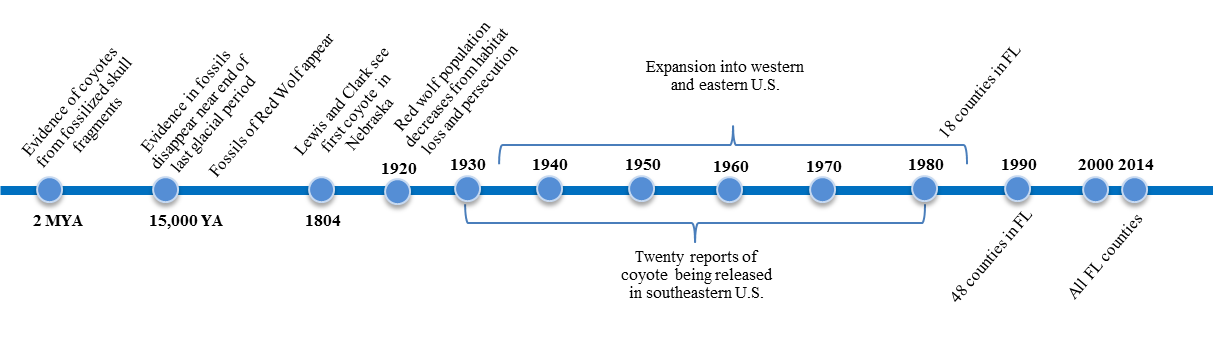 Evidence of coyotes
from fossilized skull
fragments
Evidence in fossils
disappear near end of
last glacial period
Fossils of Red Wolf appear
Lewis and Clark see
first coyote in
Nebraska
Red wolf population
decreases from habitat
loss and persecution
Expansion into western
and eastern U.S.
18 counties in FL
1920
1930
1940
1950
1960
1970
1980
1990
2000
2014
2 MYA
15,000 YA
1804
Twenty reports of
coyote being released
in southeastern U.S.
48 counties in FL
All FL counties